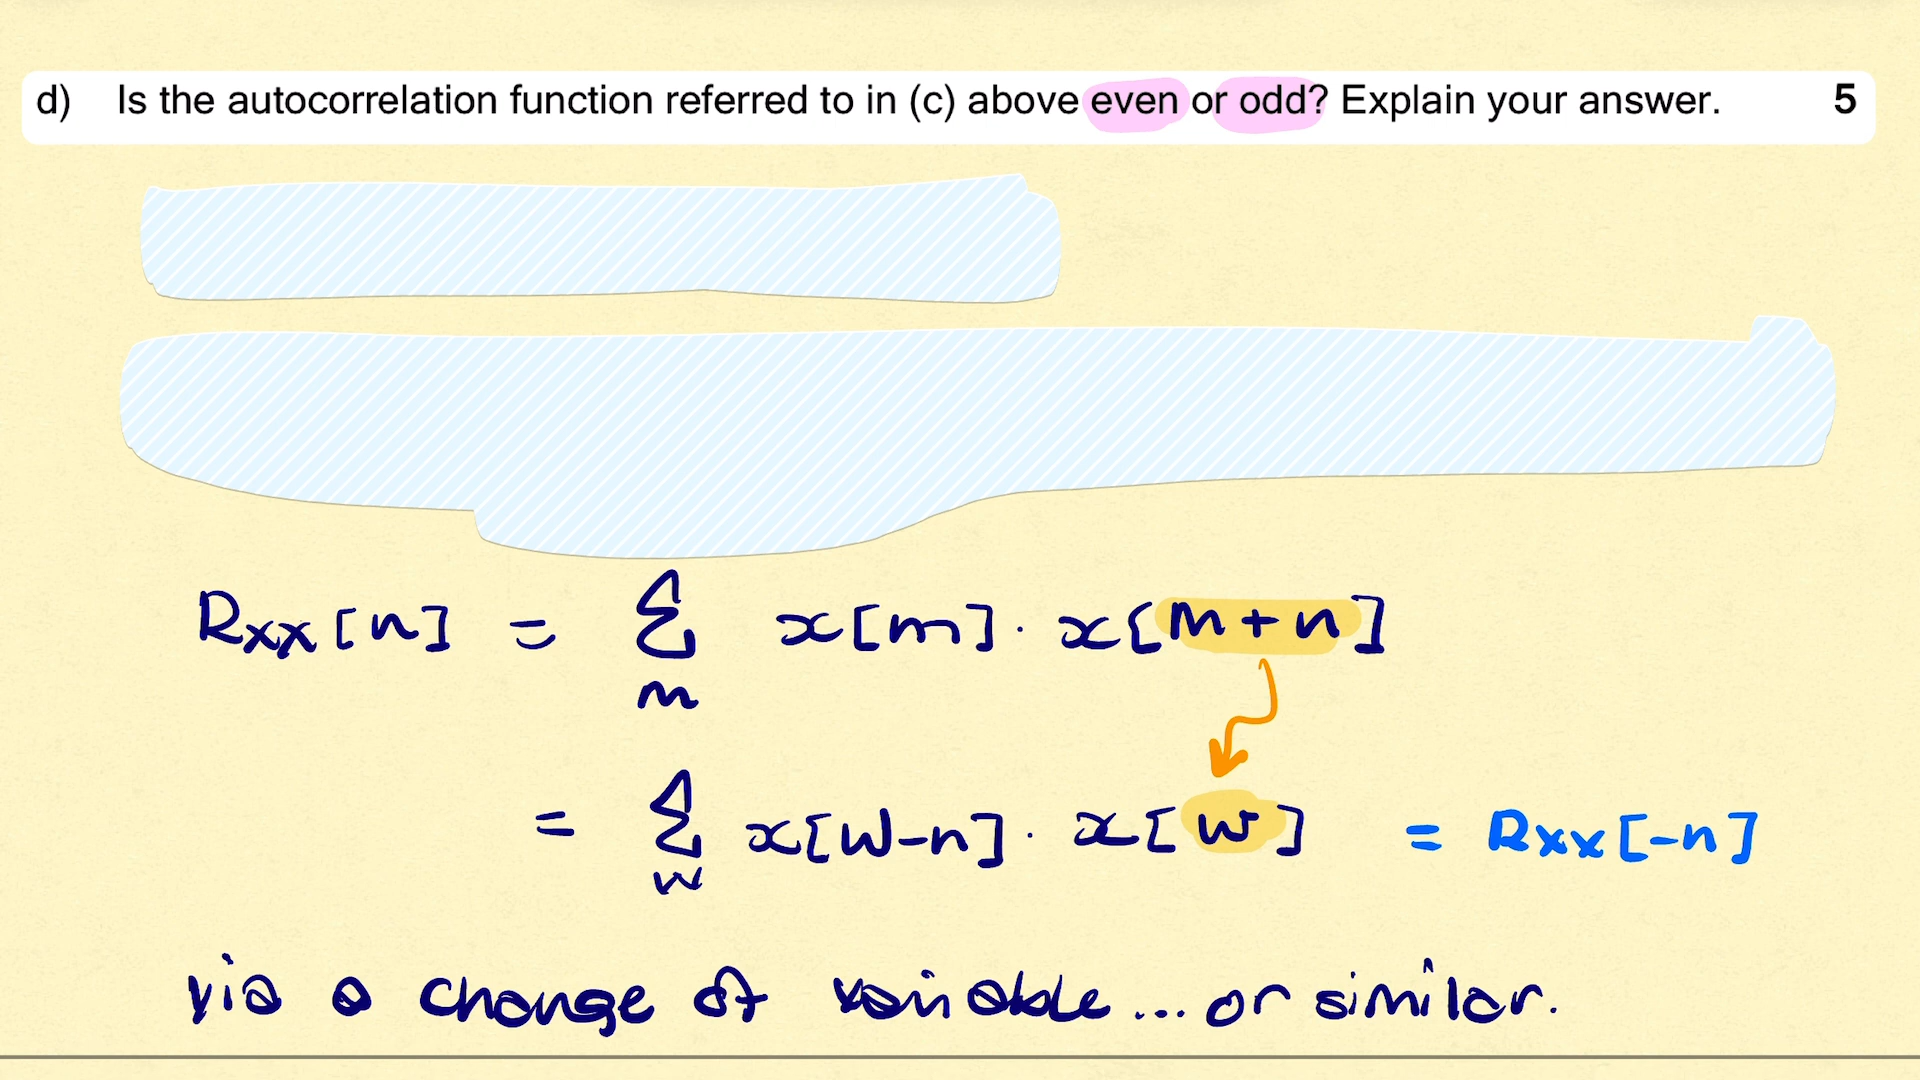 d) Is the autocorrelation function referred to in (c) above even or odd? Explain your answer. 5
Rxx[n] = Σ x[m] · x[m+n]
m
= Σ x[w-n] · x[w] = Rxx[-n]
w
via a change of variable... or similar.